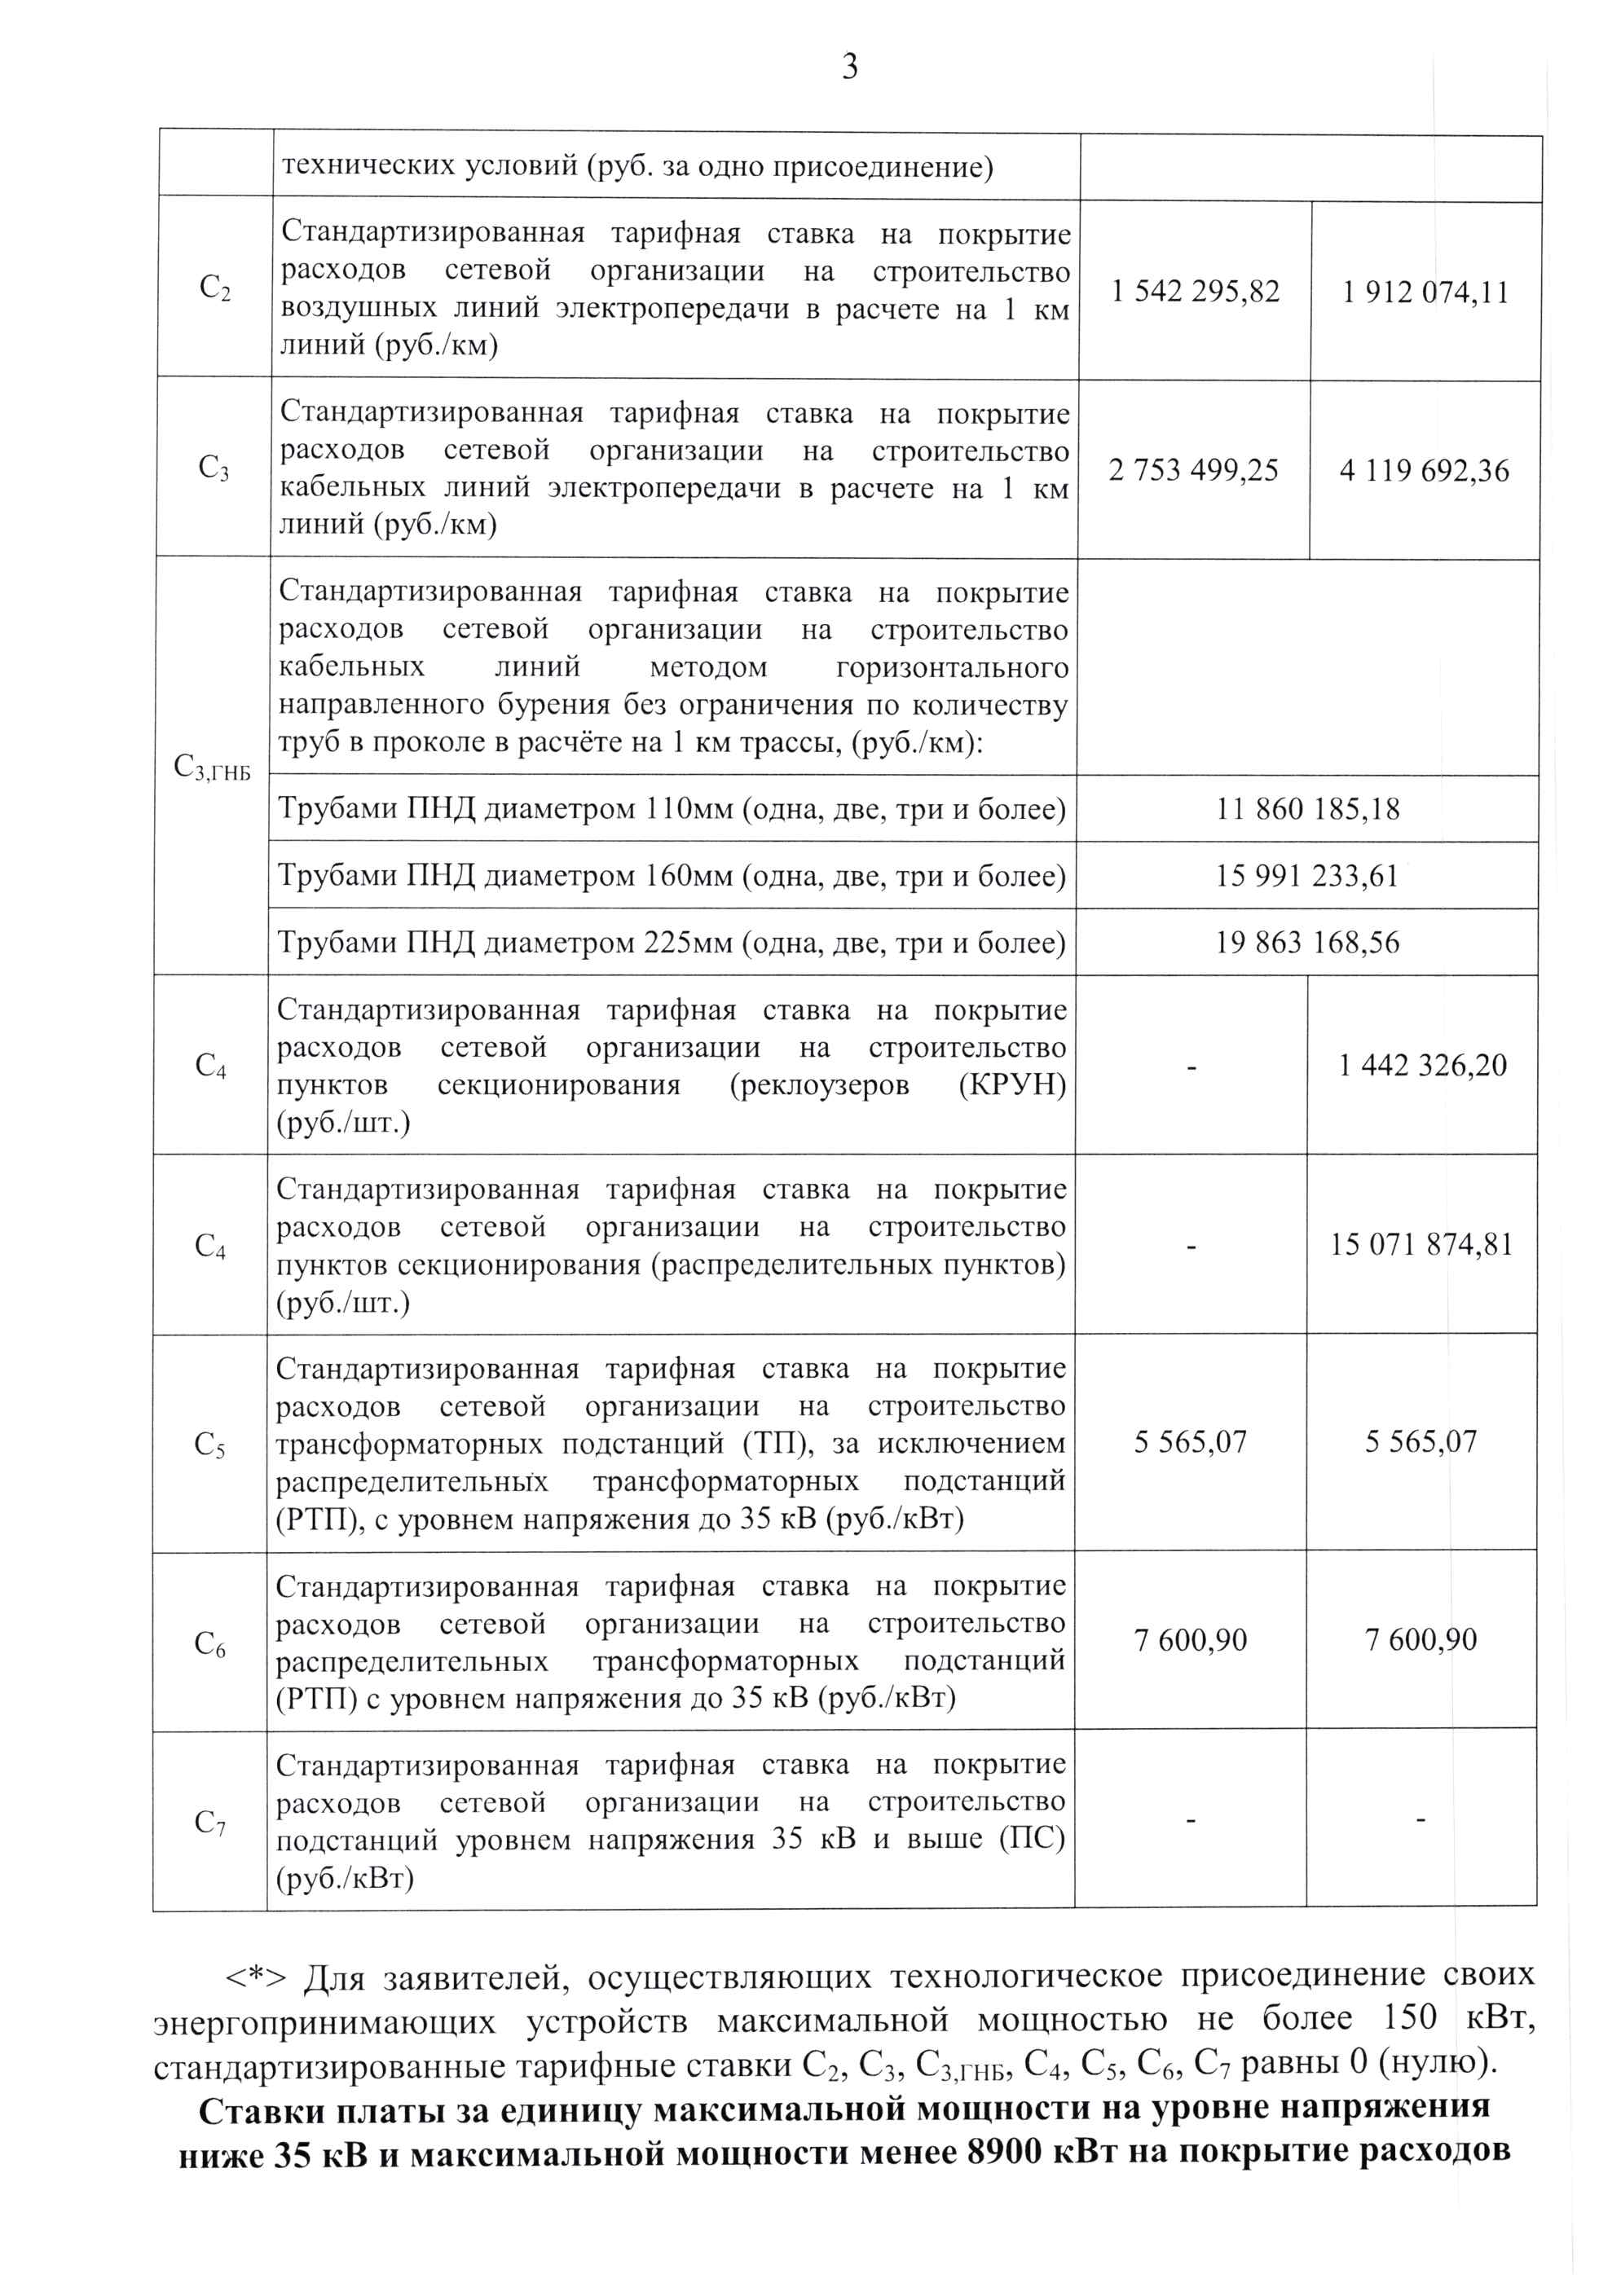 3
технических условий (руб. за одно присоединение)
С2
Стандартизированная тарифная ставка на покрытие
расходов сетевой организации на строительство
воздушных линий электропередачи в расчете на 1 км
линий (руб./км)
1 542 295,82
1 912 074,11
С3
Стандартизированная тарифная ставка на покрытие
расходов сетевой организации на строительство
кабельных линий электропередачи в расчете на 1 км
линий (руб./км)
2 753 499,25
4 119 692,36
С3,ГНБ
Стандартизированная тарифная ставка на покрытие
расходов сетевой организации на строительство
кабельных линий методом горизонтального
направленного бурения без ограничения по количеству
труб в проколе в расчёте на 1 км трассы, (руб./км):
Трубами ПНД диаметром 110мм (одна, две, три и более)
11 860 185,18
Трубами ПНД диаметром 160мм (одна, две, три и более)
15 991 233,61
Трубами ПНД диаметром 225мм (одна, две, три и более)
19 863 168,56
С4
Стандартизированная тарифная ставка на покрытие
расходов сетевой организации на строительство
пунктов секционирования (реклоузеров (КРУН)
(руб./шт.)
-
1 442 326,20
С4
Стандартизированная тарифная ставка на покрытие
расходов сетевой организации на строительство
пунктов секционирования (распределительных пунктов)
(руб./шт.)
-
15 071 874,81
С5
Стандартизированная тарифная ставка на покрытие
расходов сетевой организации на строительство
трансформаторных подстанций (ТП), за исключением
распределительных трансформаторных подстанций
(РТП), с уровнем напряжения до 35 кВ (руб./кВт)
5 565,07
5 565,07
С6
Стандартизированная тарифная ставка на покрытие
расходов сетевой организации на строительство
распределительных трансформаторных подстанций
(РТП) с уровнем напряжения до 35 кВ (руб./кВт)
7 600,90
7 600,90
С7
Стандартизированная тарифная ставка на покрытие
расходов сетевой организации на строительство
подстанций уровнем напряжения 35 кВ и выше (ПС)
(руб./кВт)
-
-
<*> Для заявителей, осуществляющих технологическое присоединение своих
энергопринимающих устройств максимальной мощностью не более 150 кВт,
стандартизированные тарифные ставки С2, С3, С3,ГНБ, С4, С5, С6, С7 равны 0 (нулю).
Ставки платы за единицу максимальной мощности на уровне напряжения
ниже 35 кВ и максимальной мощности менее 8900 кВт на покрытие расходов